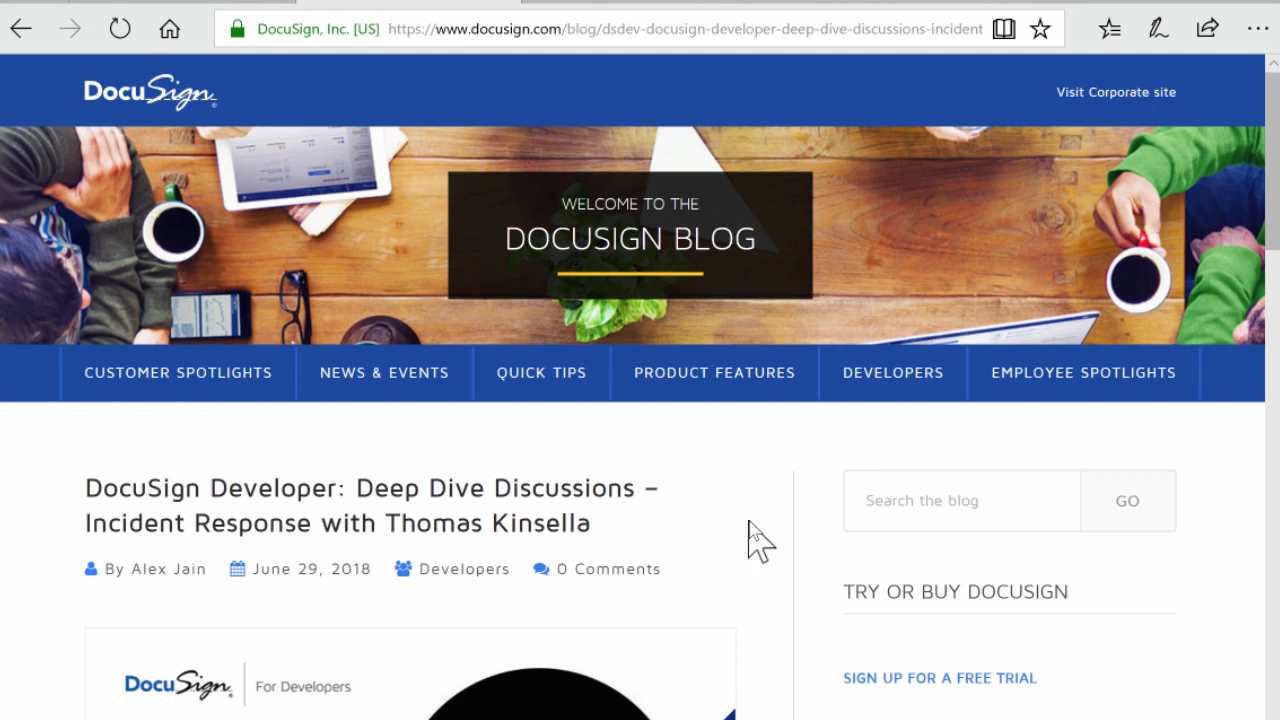 DocuSign, Inc. [US] https://www.docusign.com/blog/dsdev-docusign-developer-deep-dive-discussions-incident
DocuSign®
Visit Corporate site
WELCOME TO THE
DOCUSIGN BLOG
CUSTOMER SPOTLIGHTS NEWS & EVENTS QUICK TIPS PRODUCT FEATURES DEVELOPERS EMPLOYEE SPOTLIGHTS
DocuSign Developer: Deep Dive Discussions –
Incident Response with Thomas Kinsella
By Alex Jain June 29, 2018 Developers 0 Comments
Search the blog GO
TRY OR BUY DOCUSIGN
SIGN UP FOR A FREE TRIAL
DocuSign® For Developers